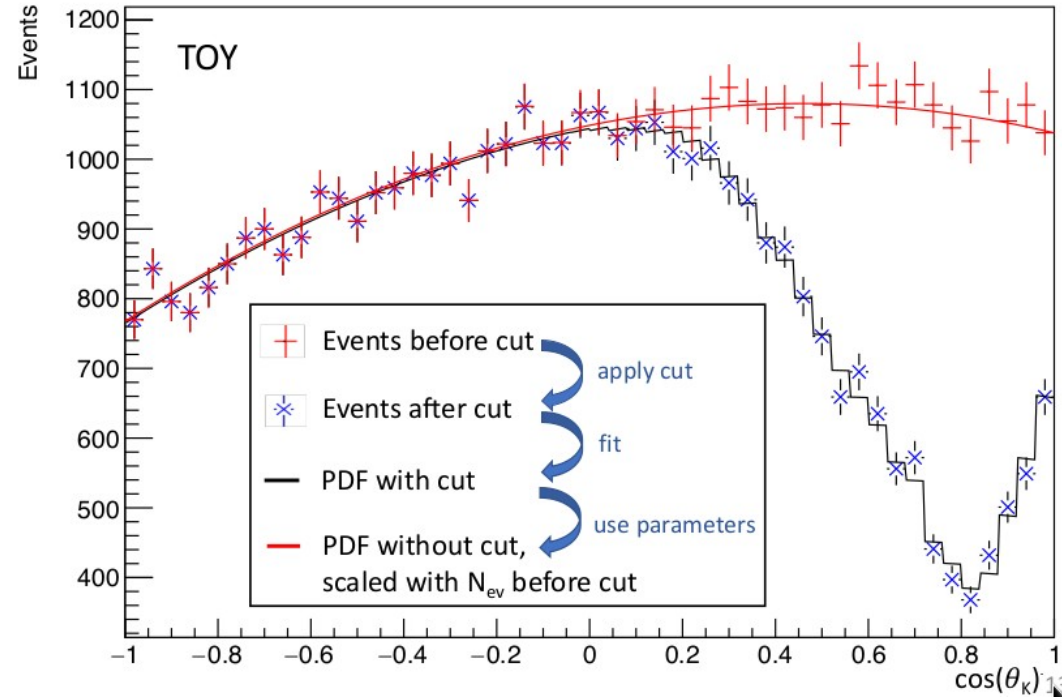 Events
TOY
1200
1100
1000
900
800
700
600
500
400
Events before cut
apply cut
Events after cut
fit
PDF with cut
use parameters
PDF without cut,
scaled with Nₑᵥ before cut
−1 −0.8 −0.6 −0.4 −0.2 0 0.2 0.4 0.6 0.8 1
cos(θₖ)